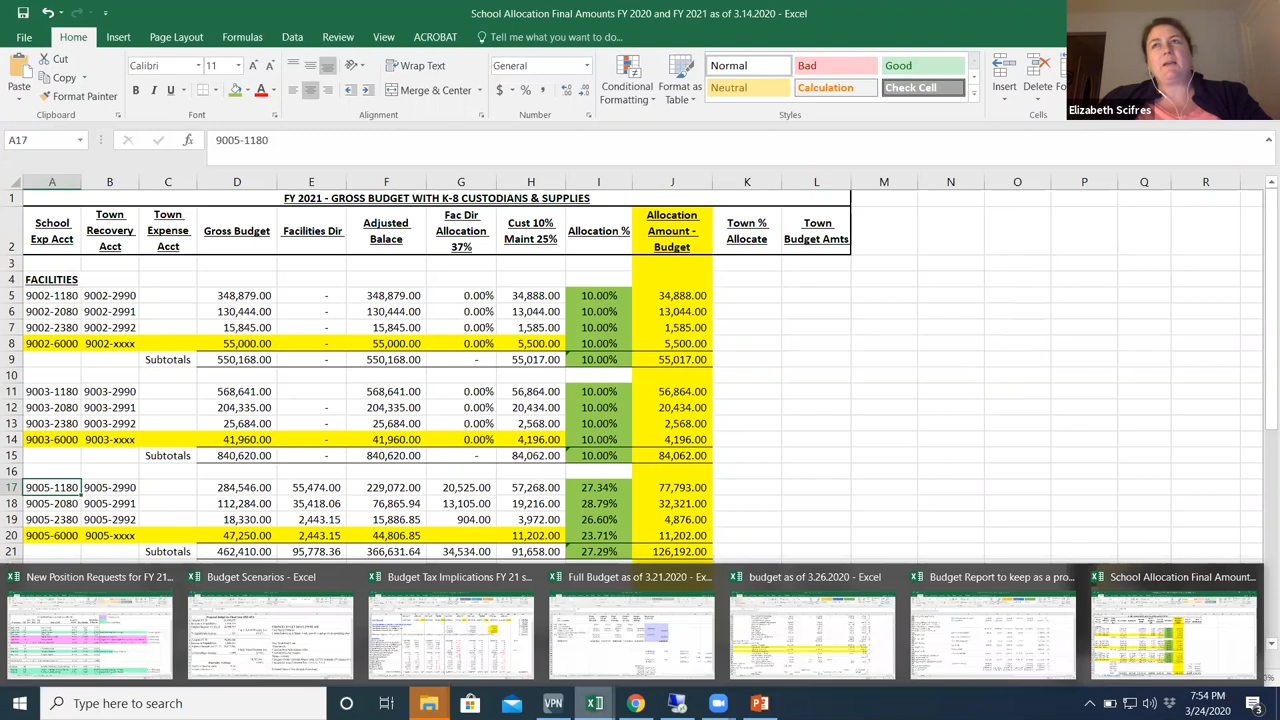 School Allocation Final Amounts FY 2020 and FY 2021 as of 3.14.2020 - Excel
File Home Insert Page Layout Formulas Data Review View ACROBAT Tell me what you want to do...
Elizabeth Scifres
Paste
Cut
Copy
Format Painter
Calibri 11
Wrap Text
Merge & Center
General
Conditional Formatting
Format as Table
Normal Bad Good
Neutral Calculation Check Cell
Insert Delete
Clipboard Font Alignment Number Styles Cells
A17 9005-1180
A B C D E F G H I J K L M N O P Q R
1 FY 2021 - GROSS BUDGET WITH K-8 CUSTODIANS & SUPPLIES
2 School Exp Acct Town Recovery Acct Town Expense Acct Gross Budget Facilities Dir Adjusted Balace Fac Dir Allocation 37% Cust 10% Maint 25% Allocation % Allocation Amount - Budget Town % Allocate Town Budget Amts
3
4 FACILITIES
5 9002-1180 9002-2990 348,879.00 - 348,879.00 0.00% 34,888.00 10.00% 34,888.00
6 9002-2080 9002-2991 130,444.00 - 130,444.00 0.00% 13,044.00 10.00% 13,044.00
7 9002-2380 9002-2992 15,845.00 - 15,845.00 0.00% 1,585.00 10.00% 1,585.00
8 9002-6000 9002-xxxx 55,000.00 - 55,000.00 0.00% 5,500.00 10.00% 5,500.00
9 Subtotals 550,168.00 - 550,168.00 - 55,017.00 10.00% 55,017.00
10
11 9003-1180 9003-2990 568,641.00 568,641.00 0.00% 56,864.00 10.00% 56,864.00
12 9003-2080 9003-2991 204,335.00 - 204,335.00 0.00% 20,434.00 10.00% 20,434.00
13 9003-2380 9003-2992 25,684.00 - 25,684.00 0.00% 2,568.00 10.00% 2,568.00
14 9003-6000 9003-xxxx 41,960.00 - 41,960.00 0.00% 4,196.00 10.00% 4,196.00
15 Subtotals 840,620.00 - 840,620.00 - 84,062.00 10.00% 84,062.00
16
17 9005-1180 9005-2990 284,546.00 55,474.00 229,072.00 20,525.00 57,268.00 27.34% 77,793.00
18 9005-2080 9005-2991 112,284.00 35,418.06 76,865.94 13,105.00 19,216.00 28.79% 32,321.00
19 9005-2380 9005-2992 18,330.00 2,443.15 15,886.85 904.00 3,972.00 26.60% 4,876.00
20 9005-6000 9005-xxxx 47,250.00 2,443.15 44,806.85 11,202.00 23.71% 11,202.00
21 Subtotals 462,410.00 95,778.36 366,631.64 34,534.00 91,658.00 27.29% 126,192.00
New Position Requests for FY 21... Budget Scenarios - Excel Budget Tax Implications FY 21 s... Full Budget as of 3.21.2020 - Ex... budget as of 3.26.2020 - Excel Budget Report to keep as a pro... School Allocation Final Amount...
Type here to search
VPN
7:54 PM
3/24/2020
3